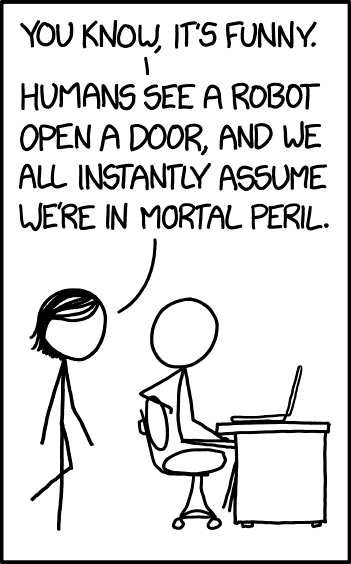 YOU KNOW, IT'S FUNNY.
HUMANS SEE A ROBOT
OPEN A DOOR, AND WE
ALL INSTANTLY ASSUME
WE'RE IN MORTAL PERIL.